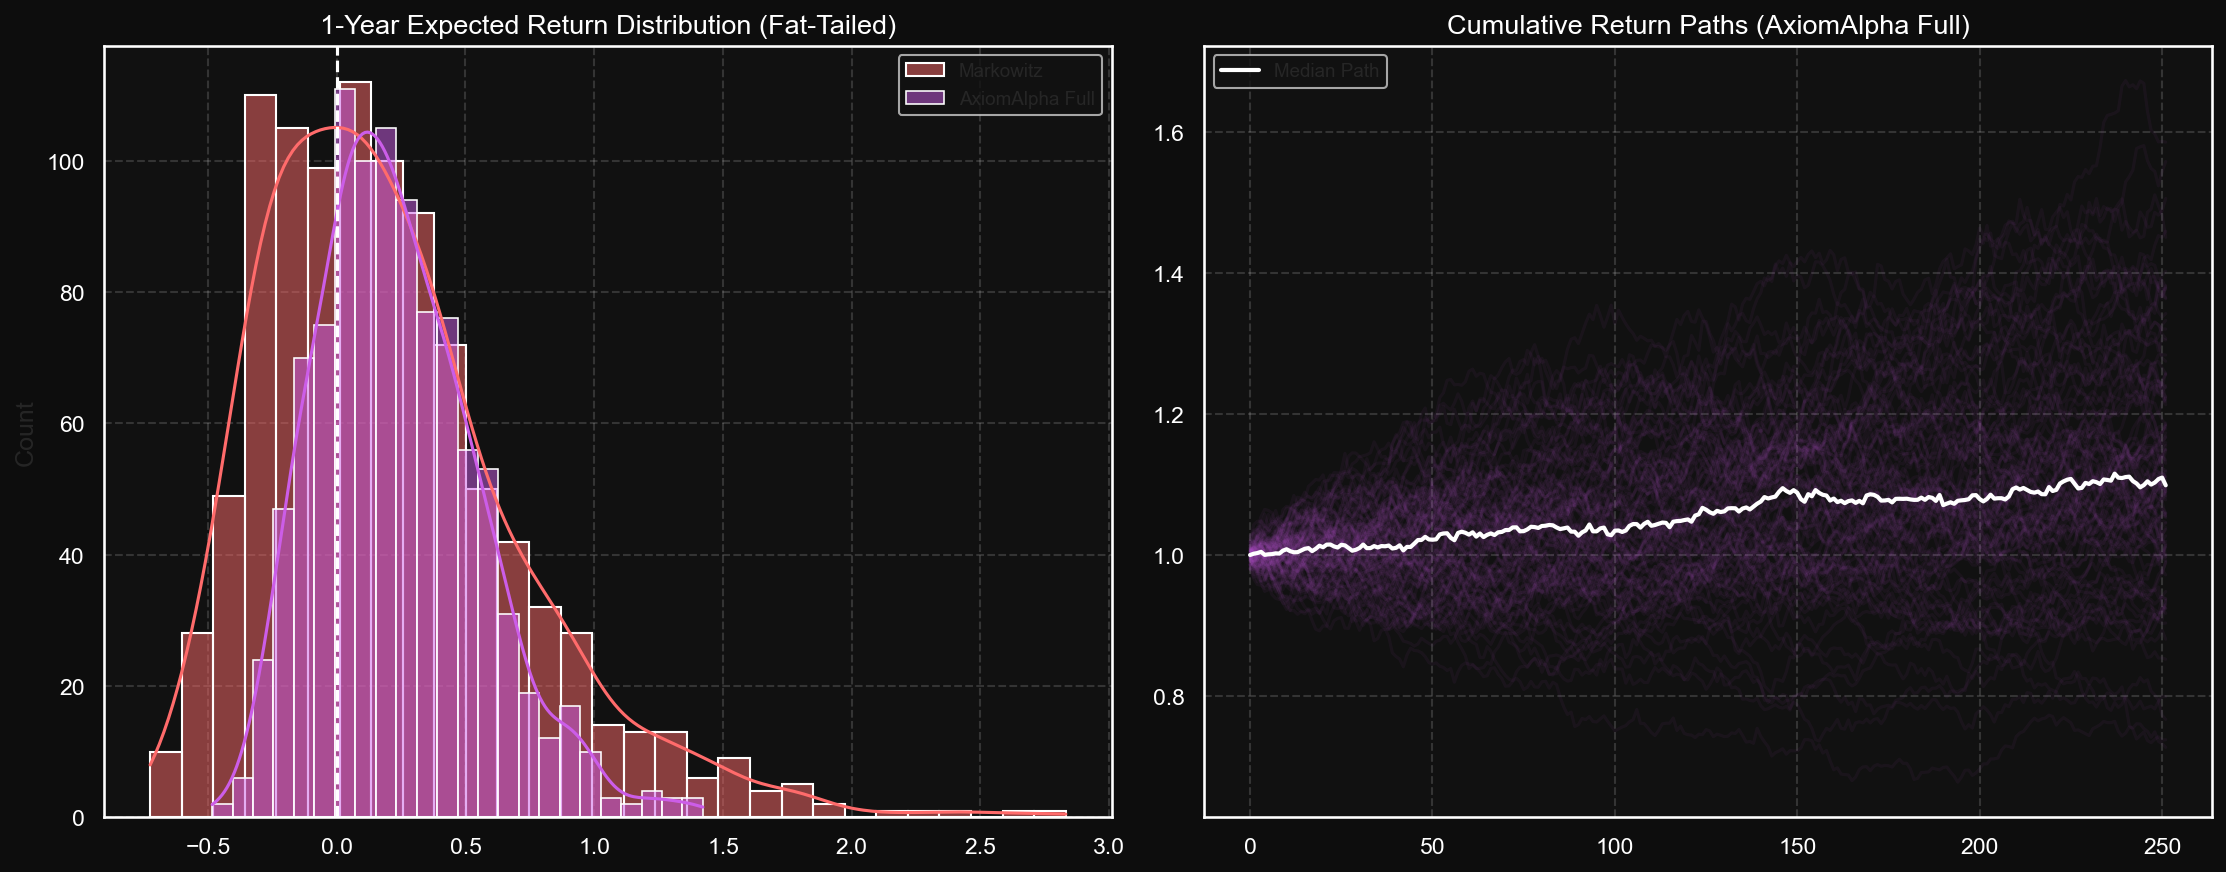 1-Year Expected Return Distribution (Fat-Tailed)
Markowitz
AxiomAlpha Full
Count
100
80
60
40
20
0
−0.5 0.0 0.5 1.0 1.5 2.0 2.5 3.0
Cumulative Return Paths (AxiomAlpha Full)
Median Path
1.6
1.4
1.2
1.0
0.8
0 50 100 150 200 250